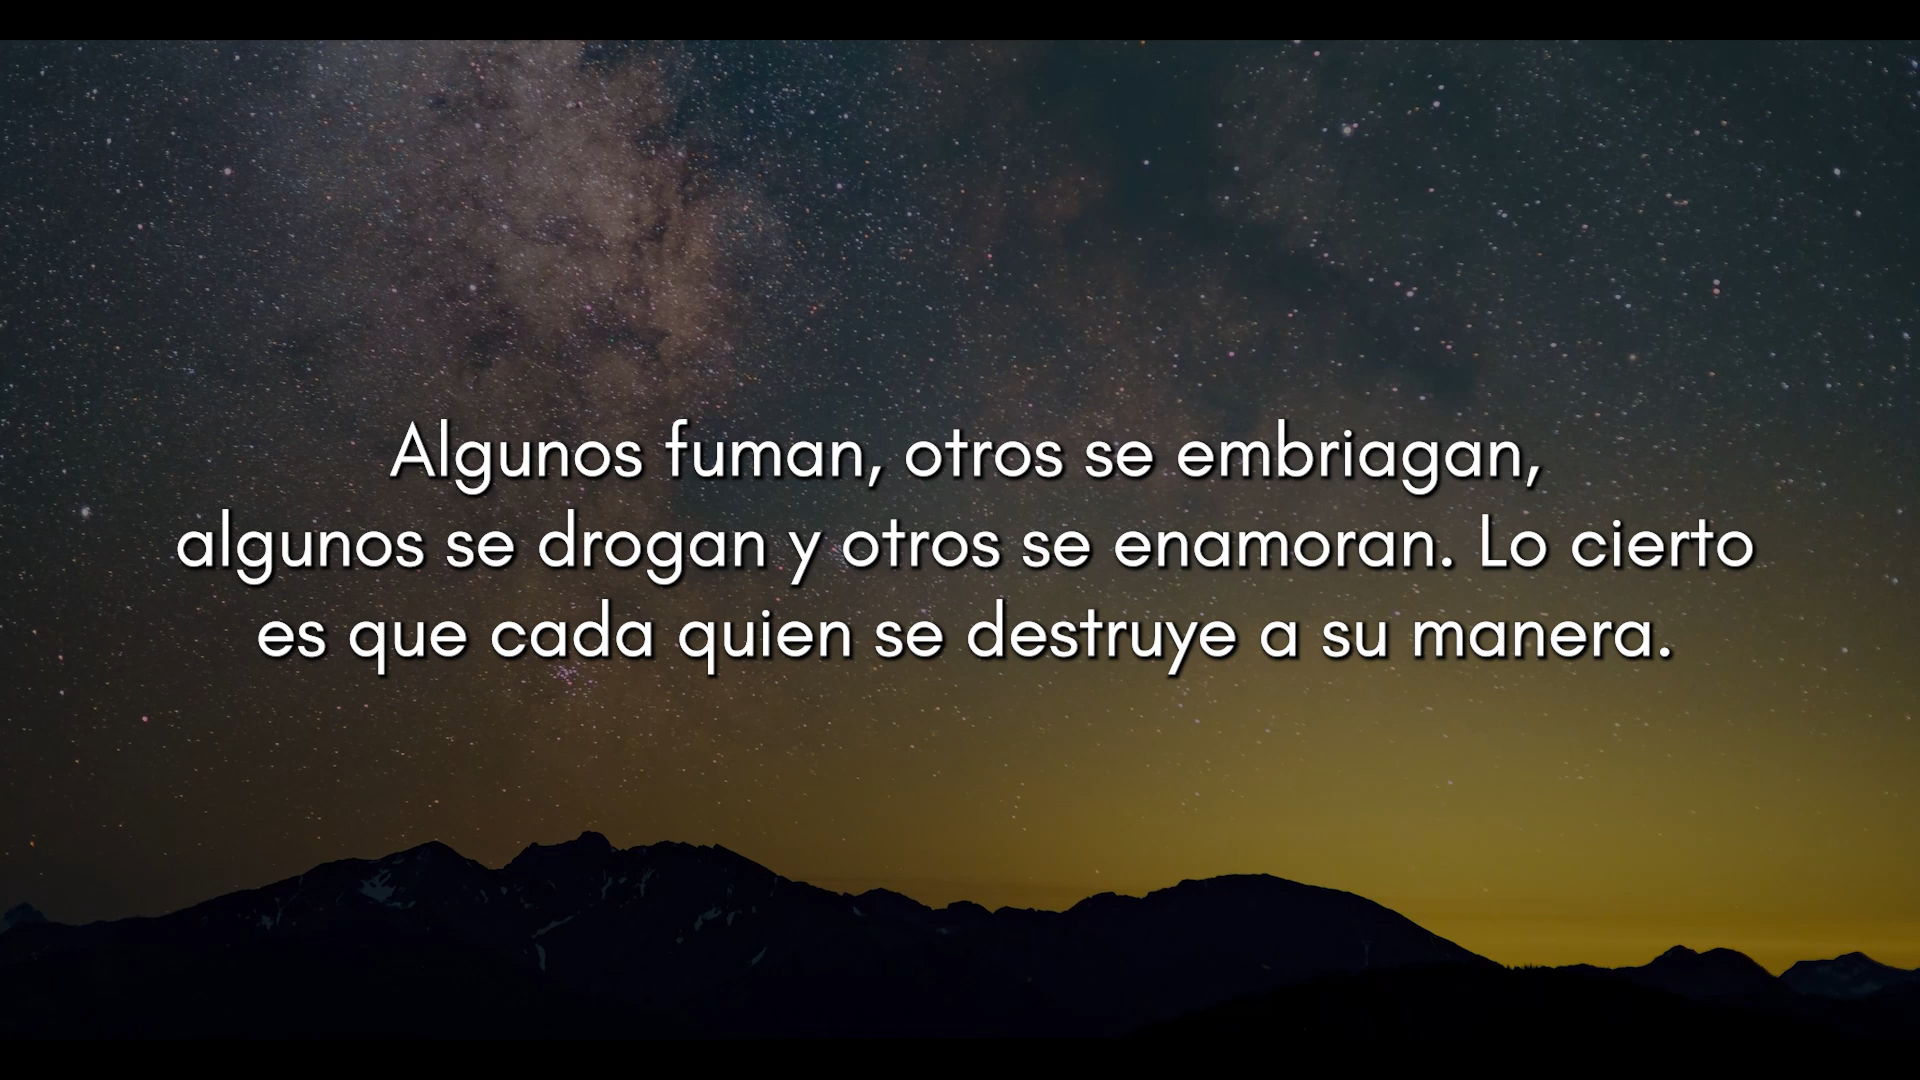 Algunos fuman, otros se embriagan,
algunos se drogan y otros se enamoran. Lo cierto
es que cada quien se destruye a su manera.